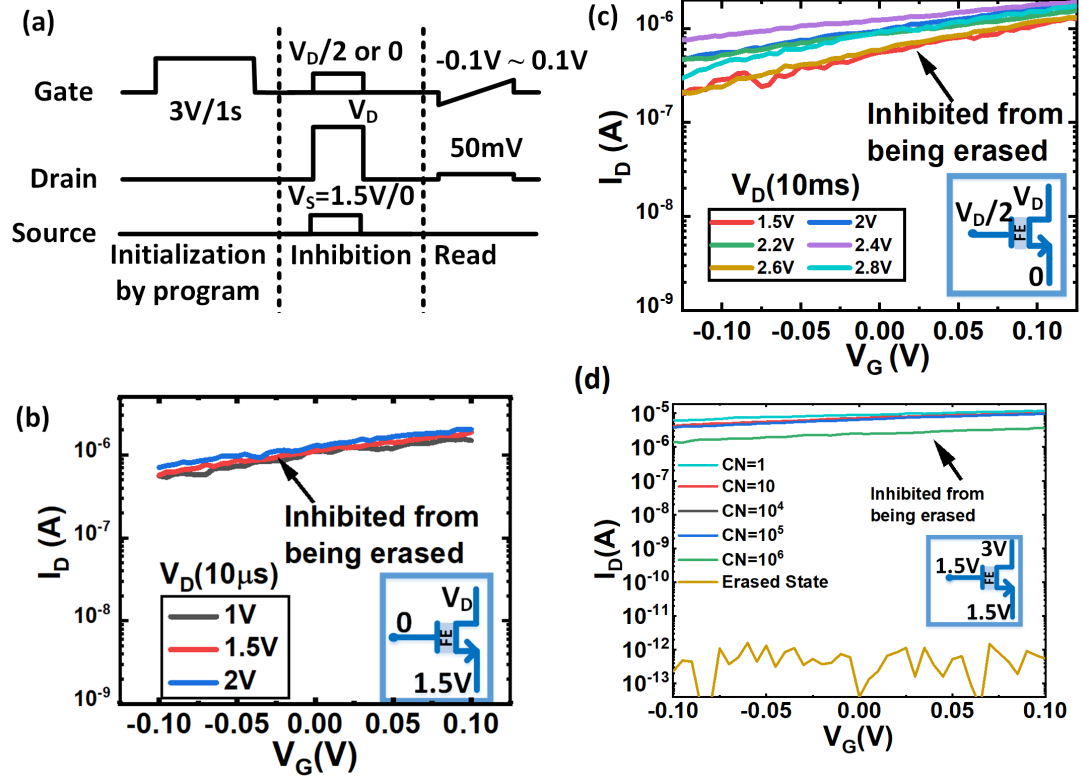 (a)
V_D/2 or 0
-0.1V ~ 0.1V
Gate
3V/1s
V_D
50mV
Drain
V_S=1.5V/0
Source
Initialization
by program
Inhibition
Read
(b)
10⁻⁶
10⁻⁷
10⁻⁸
10⁻⁹
I_D (A)
Inhibited from
being erased
V_D(10μs)
1V
1.5V
2V
V_D
0
FE
1.5V
-0.10
-0.05
0.00
0.05
0.10
V_G(V)
(c)
10⁻⁶
10⁻⁷
10⁻⁸
10⁻⁹
I_D (A)
Inhibited from
being erased
V_D(10ms)
1.5V
2V
2.2V
2.4V
2.6V
2.8V
V_D
V_D/2
FE
0
-0.10
-0.05
0.00
0.05
0.10
V_G (V)
(d)
10⁻⁵
10⁻⁶
10⁻⁷
10⁻⁸
10⁻⁹
10⁻¹⁰
10⁻¹¹
10⁻¹²
10⁻¹³
I_D(A)
CN=1
CN=10
CN=10⁴
CN=10⁵
CN=10⁶
Erased State
Inhibited from
being erased
3V
1.5V
FE
1.5V
-0.10
-0.05
0.00
0.05
0.10
V_G(V)